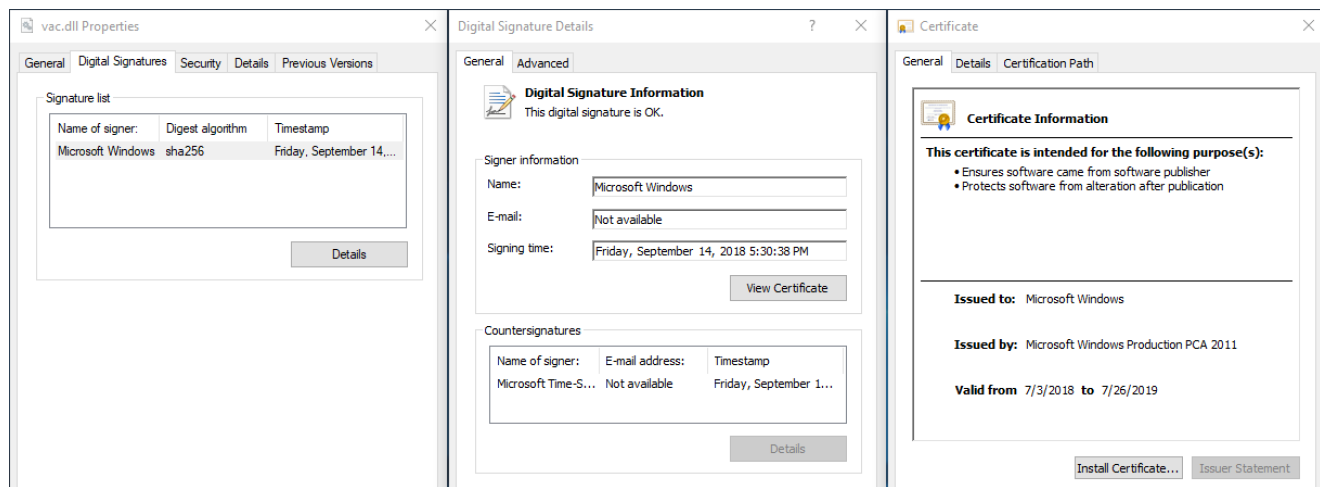 vac.dll Properties
General Digital Signatures Security Details Previous Versions
Signature list
Name of signer: Digest algorithm Timestamp
Microsoft Windows sha256 Friday, September 14,...
Details
Digital Signature Details ?
General Advanced
Digital Signature Information
This digital signature is OK.
Signer information
Name: Microsoft Windows
E-mail: Not available
Signing time: Friday, September 14, 2018 5:30:38 PM
View Certificate
Countersignatures
Name of signer: E-mail address: Timestamp
Microsoft Time-S... Not available Friday, September 1...
Details
Certificate
General Details Certification Path
Certificate Information
This certificate is intended for the following purpose(s):
• Ensures software came from software publisher
• Protects software from alteration after publication
Issued to: Microsoft Windows
Issued by: Microsoft Windows Production PCA 2011
Valid from 7/3/2018 to 7/26/2019
Install Certificate... Issuer Statement